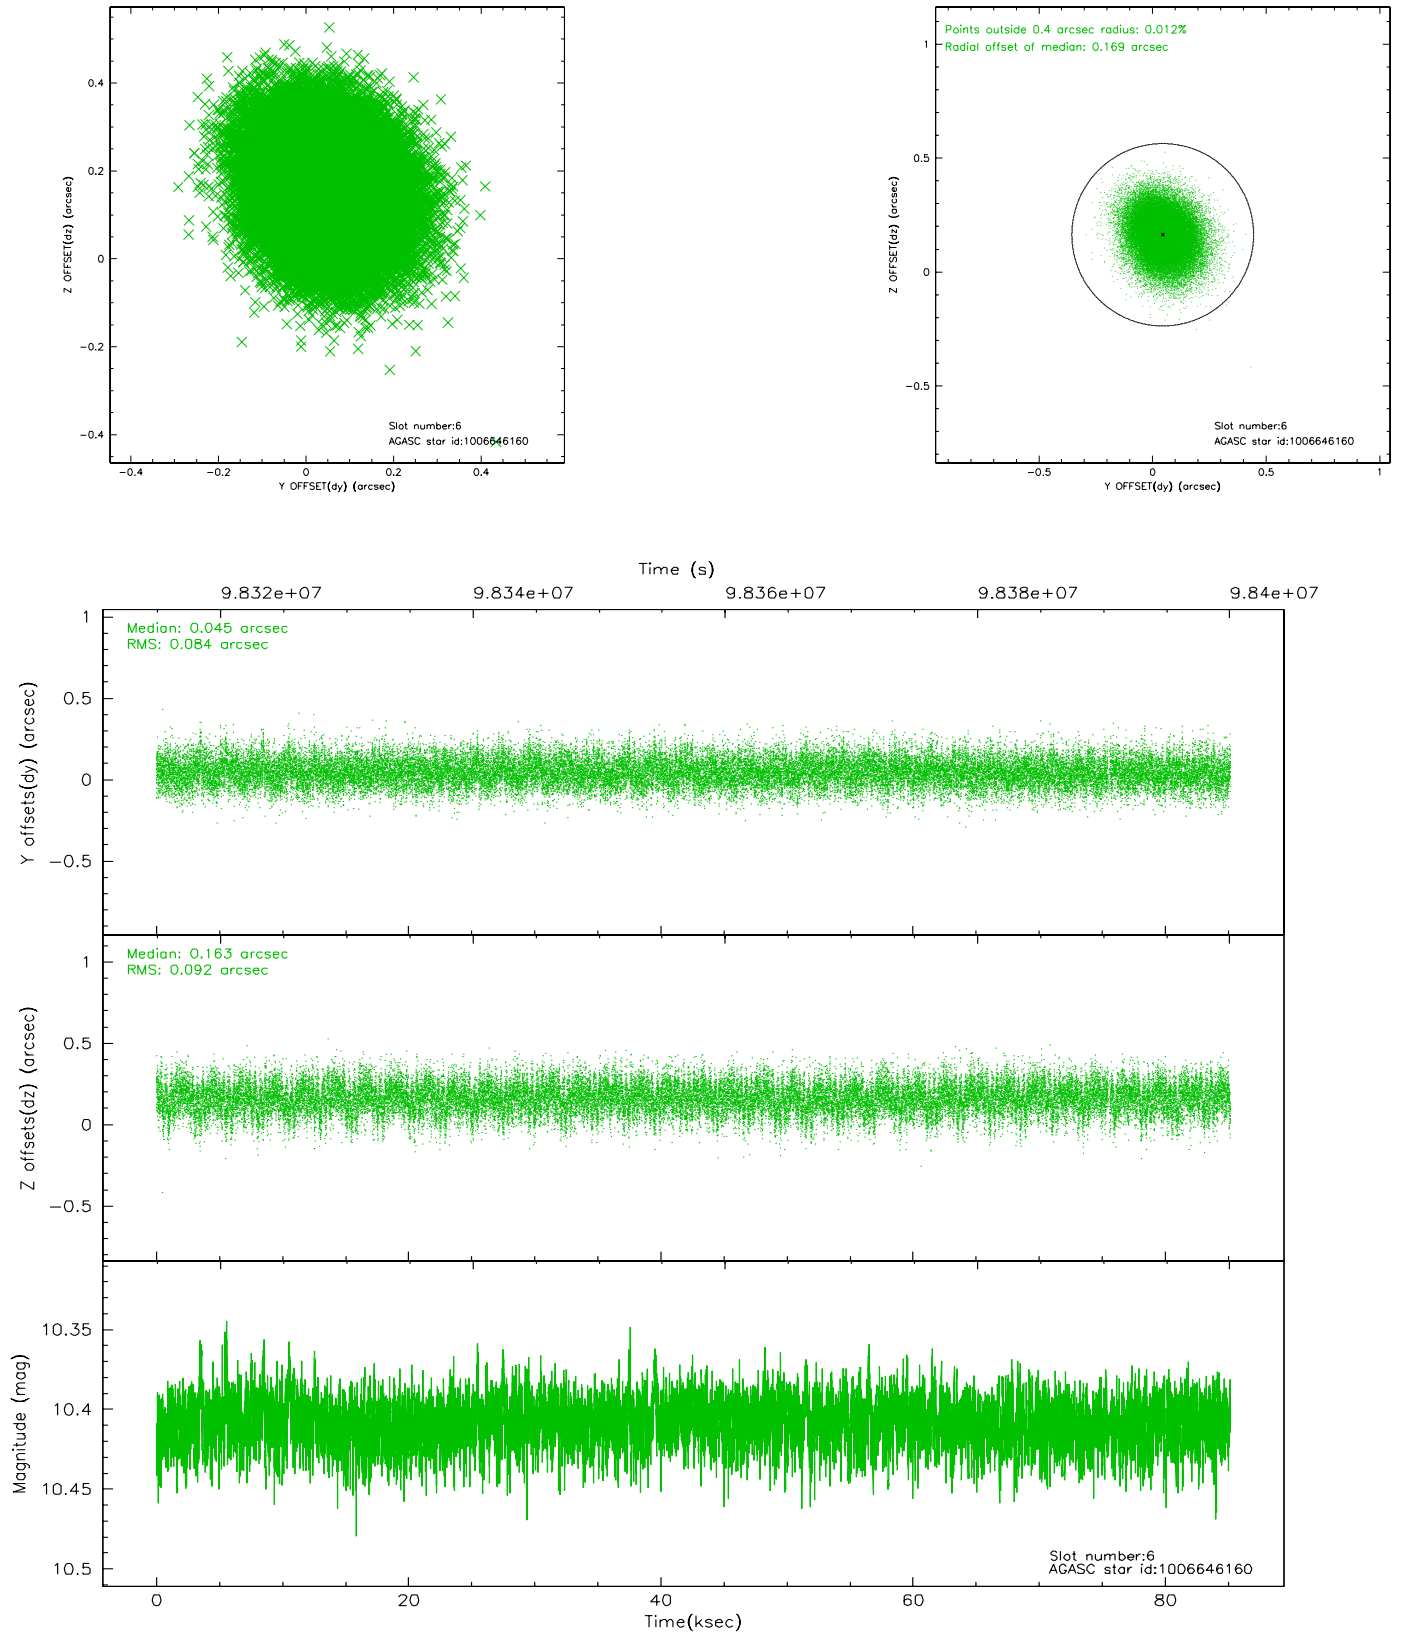 0.4
0.2
0
−0.2
−0.4
Z OFFSET(dz) (arcsec)
Slot number:6
AGASC star id:1006646160
−0.4 −0.2 0 0.2 0.4
Y OFFSET(dy) (arcsec)
Points outside 0.4 arcsec radius: 0.012%
Radial offset of median: 0.169 arcsec
1
0.5
0
−0.5
Z OFFSET(dz) (arcsec)
Slot number:6
AGASC star id:1006646160
−0.5 0 0.5 1
Y OFFSET(dy) (arcsec)
Time (s)
9.832e+07 9.834e+07 9.836e+07 9.838e+07 9.84e+07
Median: 0.045 arcsec
RMS: 0.084 arcsec
1
0.5
0
−0.5
Y offsets(dy) (arcsec)
Median: 0.163 arcsec
RMS: 0.092 arcsec
1
0.5
0
−0.5
Z offsets(dz) (arcsec)
10.35
10.4
10.45
10.5
Magnitude (mag)
Slot number:6
AGASC star id:1006646160
0 20 40 60 80
Time(ksec)